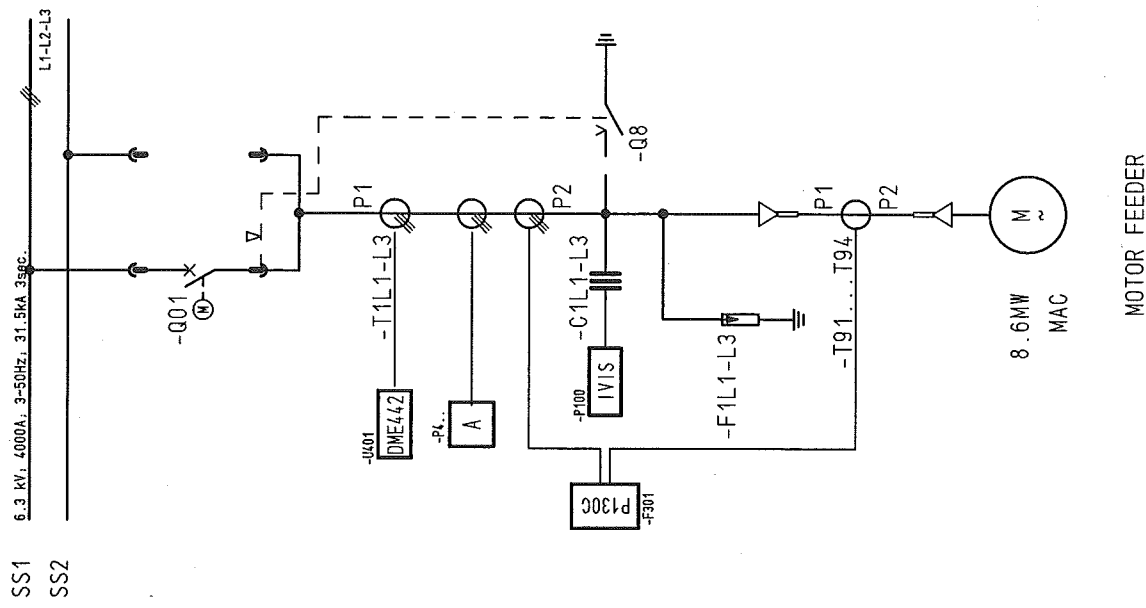 SS1
6.3 kV; 4000A; 3-50Hz; 31.5kA 3sec.
L1-L2-L3
SS2
-Q01
M
P1
-T1L1-L3
-U401
DME442
-P4..
A
P2
-Q8
-C1L1-L3
-P100
IVIS
-F1L1-L3
P130C
-F301
P1
P2
-T91...T94
M
~
8.6MW
MAC
MOTOR FEEDER